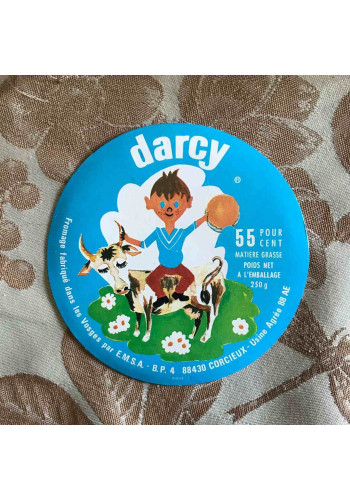 darcy
®
55 POUR
CENT
MATIERE GRASSE
POIDS NET
A L'EMBALLAGE
250 g
Fromage fabriqué dans les Vosges par E.M.S.A. - B.P. 4 88430 CORCIEUX - Usine Agréée 88 AE